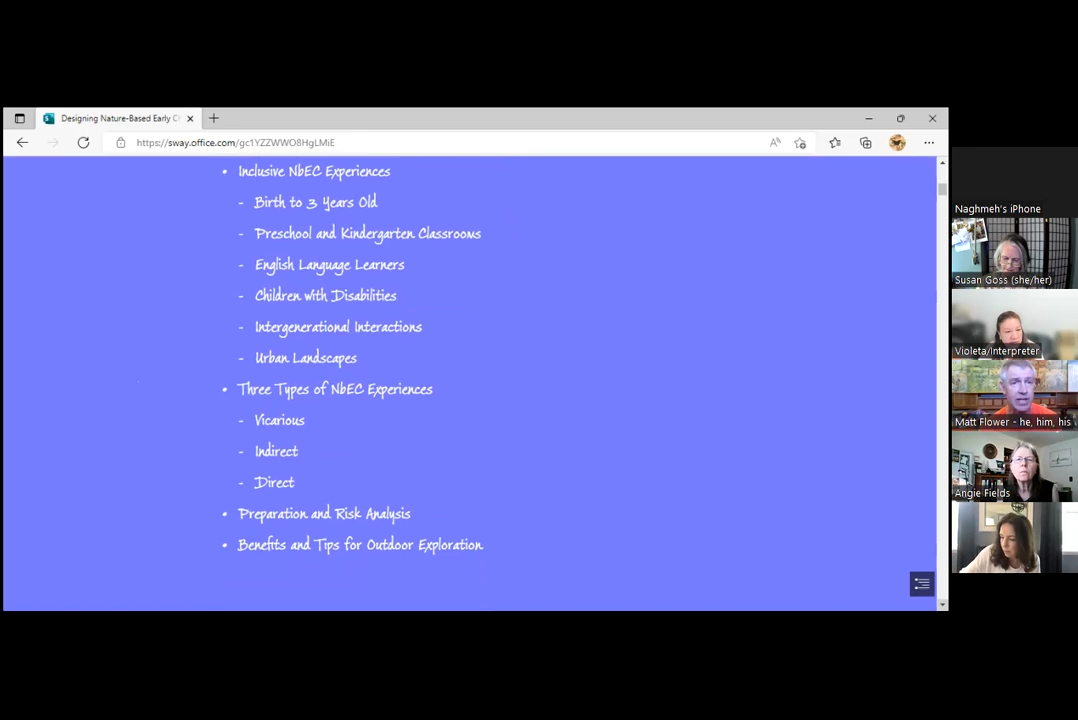 Designing Nature-Based Early Ch
https://sway.office.com/gc1YZZWWO8HgLMiE
• Inclusive NbEC Experiences
- Birth to 3 Years Old
- Preschool and Kindergarten Classrooms
- English Language Learners
- Children with Disabilities
- Intergenerational Interactions
- Urban Landscapes
• Three Types of NbEC Experiences
- Vicarious
- Indirect
- Direct
• Preparation and Risk Analysis
• Benefits and Tips for Outdoor Exploration
Naghmeh's iPhone
Susan Goss (she/her)
Violeta/Interpreter
Matt Flower - he, him, his
Angie Fields